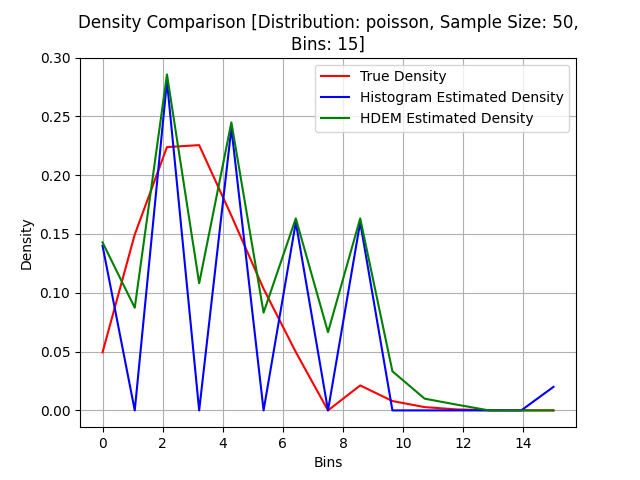 Density Comparison [Distribution: poisson, Sample Size: 50,
Bins: 15]
True Density
Histogram Estimated Density
HDEM Estimated Density
Density
0.30
0.25
0.20
0.15
0.10
0.05
0.00
0 2 4 6 8 10 12 14
Bins